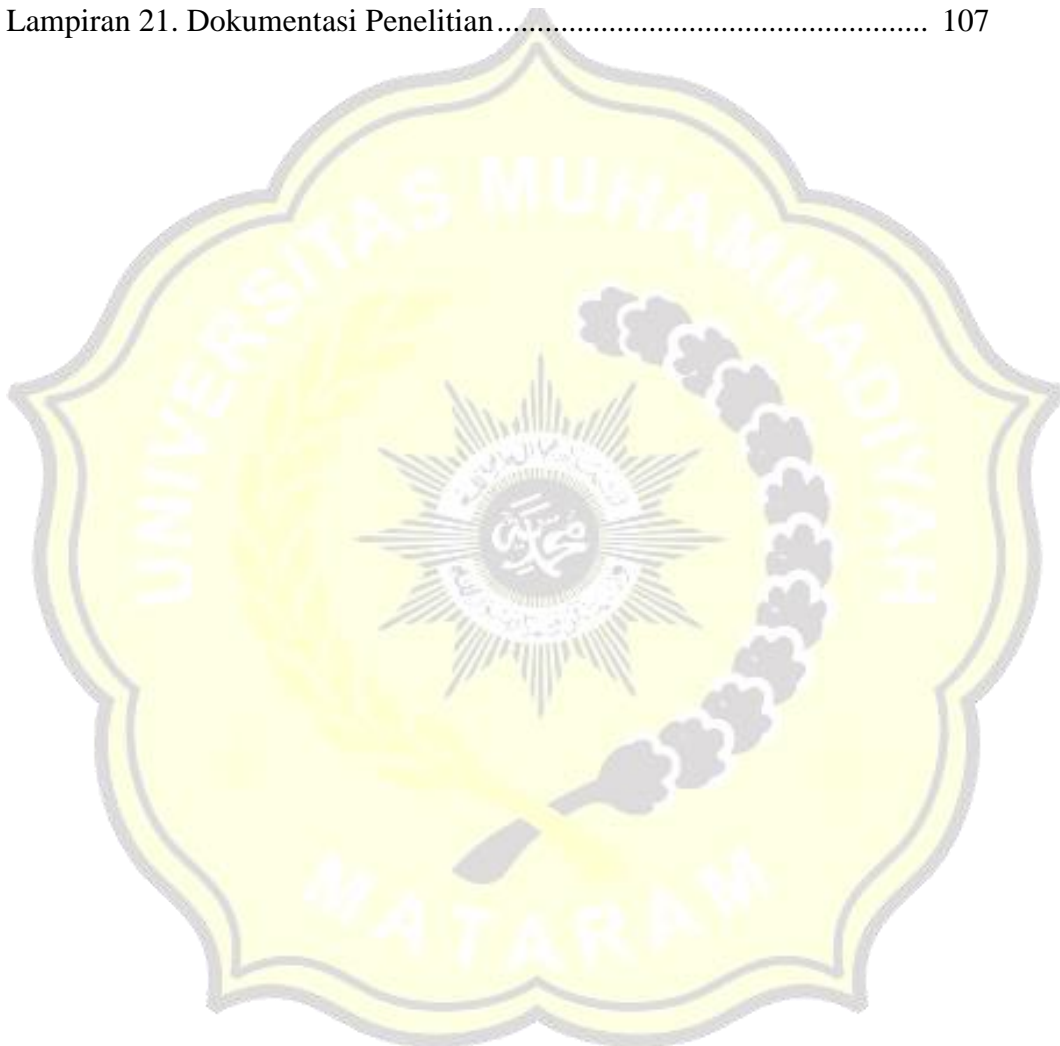 Lampiran 21. Dokumentasi Penelitian..................................................... 107
UNIVERSITAS MUHAMMADIYAH
MATARAM